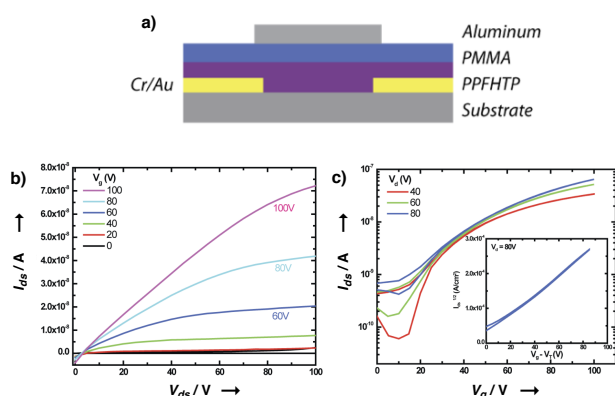 a)
Aluminum
PMMA
Cr/Au
PPFHTP
Substrate
b)
8.0x10⁻⁸
7.0x10⁻⁸
6.0x10⁻⁸
5.0x10⁻⁸
4.0x10⁻⁸
3.0x10⁻⁸
2.0x10⁻⁸
1.0x10⁻⁸
0.0
I_ds / A →
V_g (V)
100
80
60
40
20
0
100V
80V
60V
0 20 40 60 80 100
V_ds / V →
c)
10⁻⁷
10⁻⁸
10⁻⁹
10⁻¹⁰
I_ds / A →
V_d (V)
40
60
80
V_d = 80V
3.0x10⁻⁴
2.0x10⁻⁴
1.0x10⁻⁴
0.0
I_ds^1/2 (A/cm²)
0 20 40 60 80 100
V_g - V_T (V)
0 20 40 60 80 100
V_g / V →